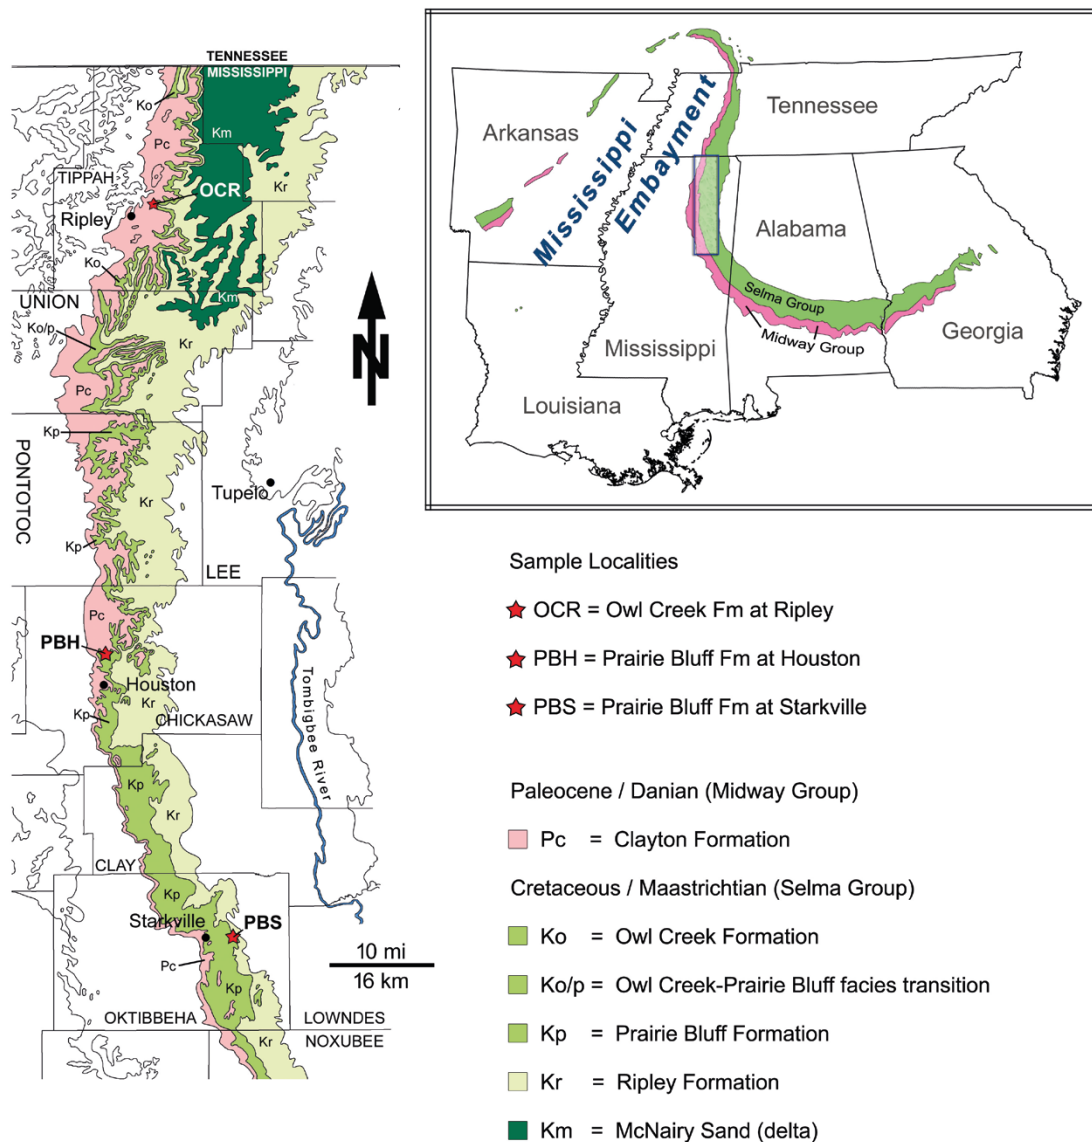 TENNESSEE
MISSISSIPPI
Ko
Km
Pc
Kr
TIPPAH
OCR
Ripley
Ko
UNION
Km
Ko/p
Kr
Pc
Kp
PONTOTOC
Kr
Tupelo
Kp
LEE
Pc
PBH
Houston
Kr
Kp
CHICKASAW
Tombigbee River
Kp
Kr
CLAY
Kp
Starkville
PBS
Pc
10 mi
16 km
Kp
OKTIBBEHA
LOWNDES
Kr
NOXUBEE
N
Arkansas
Tennessee
Mississippi
Embayment
Alabama
Selma Group
Midway Group
Georgia
Mississippi
Louisiana
Sample Localities
OCR = Owl Creek Fm at Ripley
PBH = Prairie Bluff Fm at Houston
PBS = Prairie Bluff Fm at Starkville
Paleocene / Danian (Midway Group)
Pc = Clayton Formation
Cretaceous / Maastrichtian (Selma Group)
Ko = Owl Creek Formation
Ko/p = Owl Creek-Prairie Bluff facies transition
Kp = Prairie Bluff Formation
Kr = Ripley Formation
Km = McNairy Sand (delta)